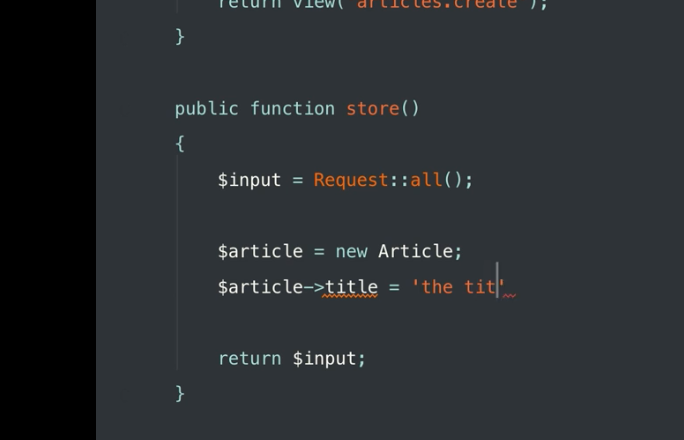 return view('articles.create');
}
public function store()
{
$input = Request::all();
$article = new Article;
$article->title = 'the tit'
return $input;
}